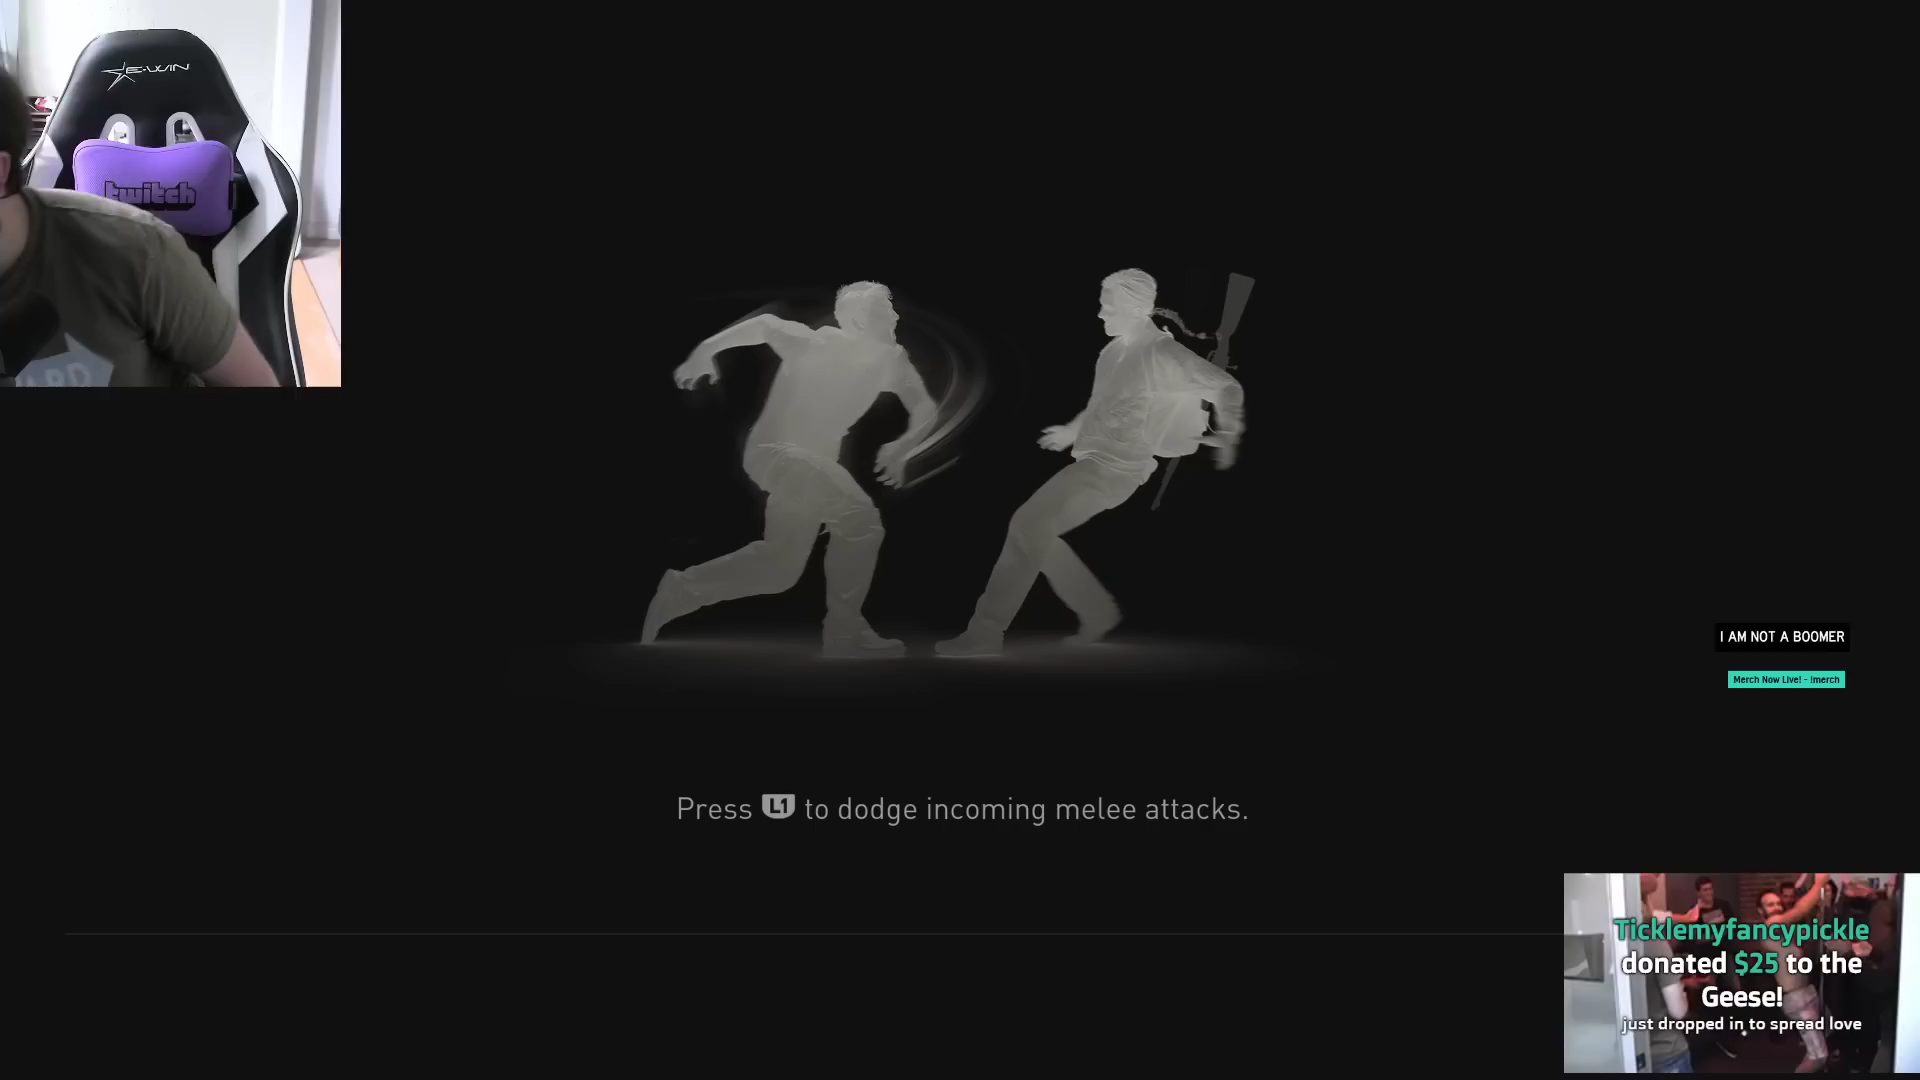 E-WIN
twitch
Press L1 to dodge incoming melee attacks.
I AM NOT A BOOMER
Merch Now Live! - !merch
Ticklemyfancypickle
donated $25 to the
Geese!
just dropped in to spread love